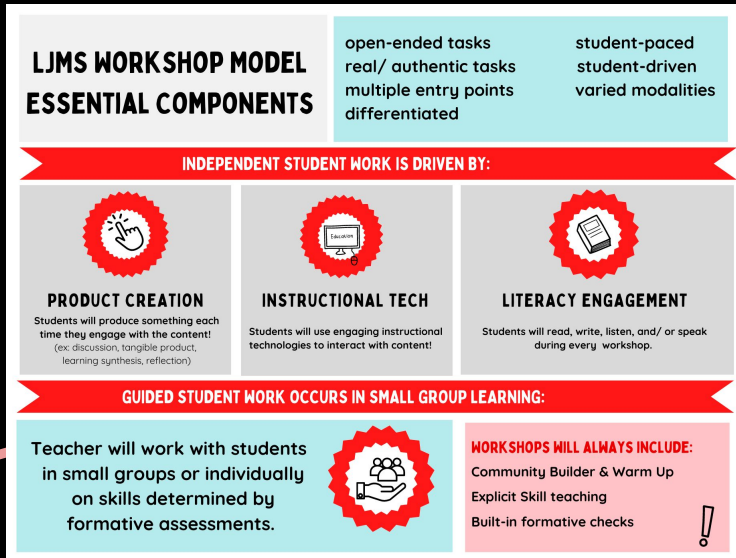 LJMS WORKSHOP MODEL
ESSENTIAL COMPONENTS
open-ended tasks
real/ authentic tasks
multiple entry points
differentiated
student-paced
student-driven
varied modalities
INDEPENDENT STUDENT WORK IS DRIVEN BY:
PRODUCT CREATION
Students will produce something each
time they engage with the content!
(ex: discussion, tangible product,
learning synthesis, reflection)
Education
INSTRUCTIONAL TECH
Students will use engaging instructional
technologies to interact with content!
LITERACY ENGAGEMENT
Students will read, write, listen, and/ or speak
during every workshop.
GUIDED STUDENT WORK OCCURS IN SMALL GROUP LEARNING:
Teacher will work with students
in small groups or individually
on skills determined by
formative assessments.
WORKSHOPS WILL ALWAYS INCLUDE:
Community Builder & Warm Up
Explicit Skill teaching
Built-in formative checks
!